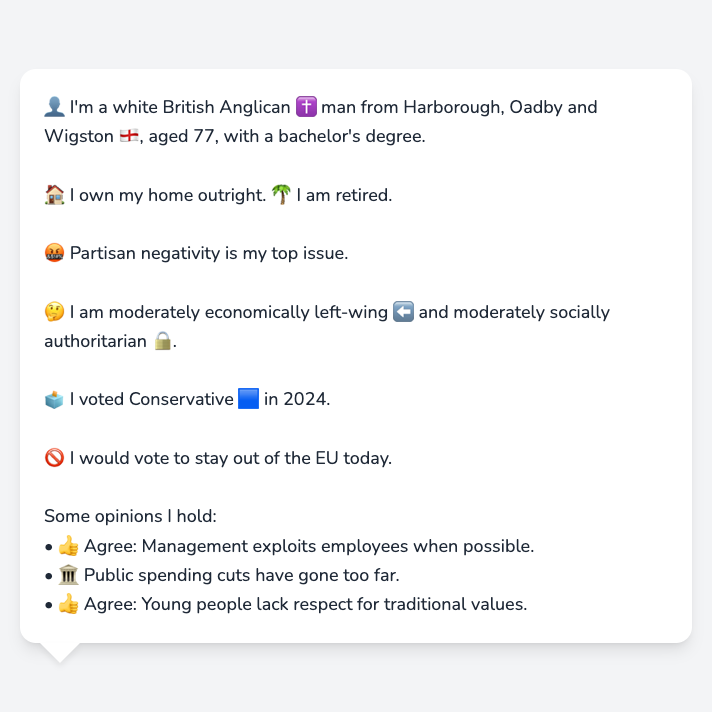 👤 I'm a white British Anglican ✝️ man from Harborough, Oadby and
Wigston 🏴󠁧󠁢󠁥󠁮󠁧󠁿, aged 77, with a bachelor's degree.
🏠 I own my home outright. 🌴 I am retired.
🤬 Partisan negativity is my top issue.
🤔 I am moderately economically left-wing ⬅️ and moderately socially
authoritarian 🔒.
🗳️ I voted Conservative 🟦 in 2024.
🚫 I would vote to stay out of the EU today.
Some opinions I hold:
• 👍 Agree: Management exploits employees when possible.
• 🏛️ Public spending cuts have gone too far.
• 👍 Agree: Young people lack respect for traditional values.